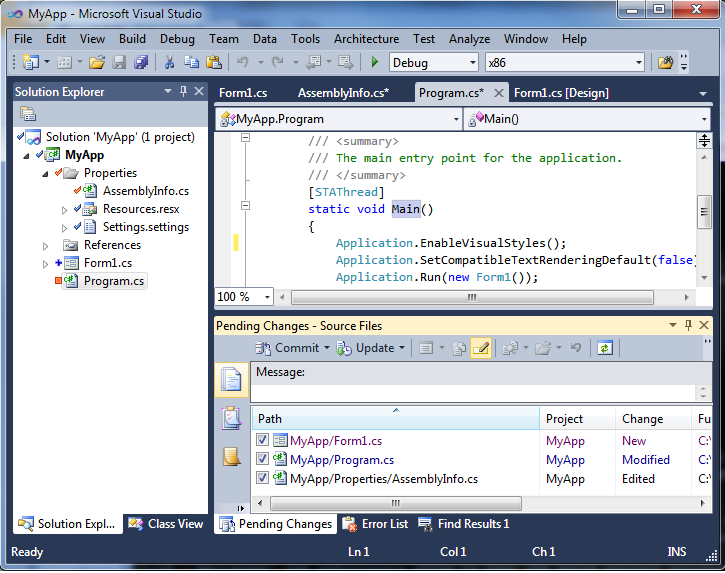 MyApp - Microsoft Visual Studio
File Edit View Build Debug Team Data Tools Architecture Test Analyze Window Help
Debug x86
Solution Explorer
Solution 'MyApp' (1 project)
MyApp
Properties
AssemblyInfo.cs
Resources.resx
Settings.settings
References
Form1.cs
Program.cs
Solution Expl... Class View
Form1.cs AssemblyInfo.cs* Program.cs* Form1.cs [Design]
MyApp.Program Main()
/// <summary>
/// The main entry point for the application.
/// </summary>
[STAThread]
static void Main()
{
Application.EnableVisualStyles();
Application.SetCompatibleTextRenderingDefault(false)
Application.Run(new Form1());
100 %
Pending Changes - Source Files
Commit Update
Message:
Path Project Change Fu
MyApp/Form1.cs MyApp New C:\
MyApp/Program.cs MyApp Modified C:\
MyApp/Properties/AssemblyInfo.cs MyApp Edited C:\
Pending Changes Error List Find Results 1
Ready Ln 1 Col 1 Ch 1 INS